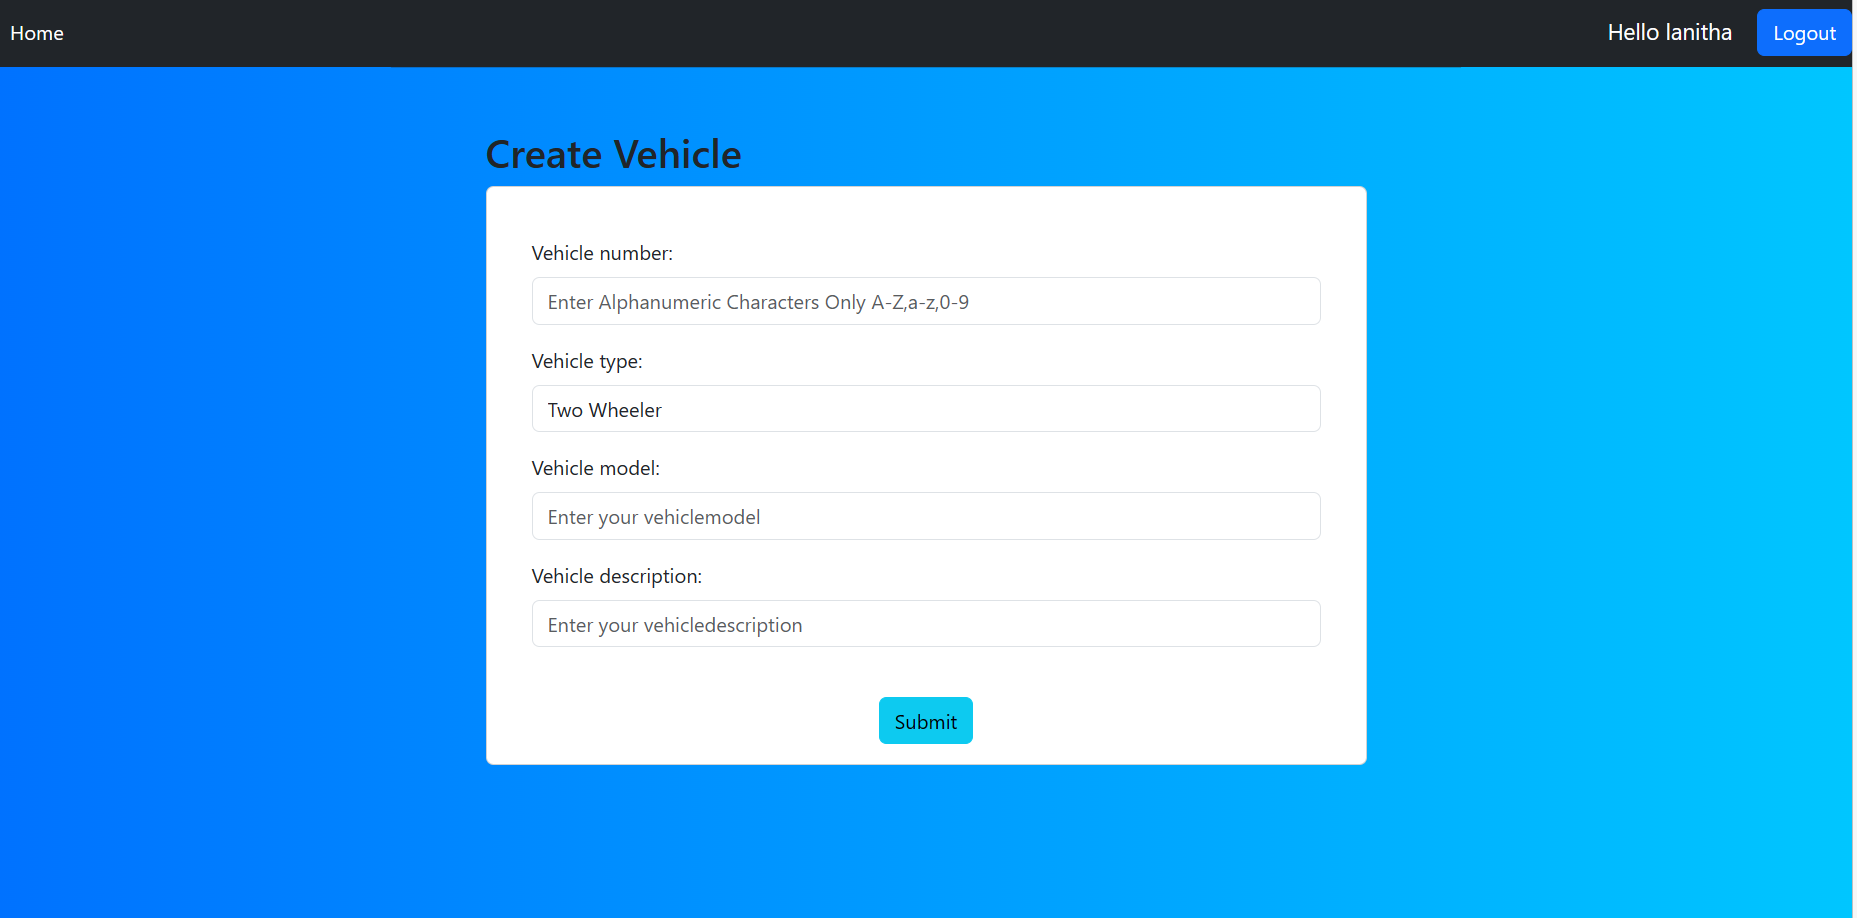 Home
Hello lanitha
Logout
Create Vehicle
Vehicle number:
Enter Alphanumeric Characters Only A-Z,a-z,0-9
Vehicle type:
Two Wheeler
Vehicle model:
Enter your vehiclemodel
Vehicle description:
Enter your vehicledescription
Submit